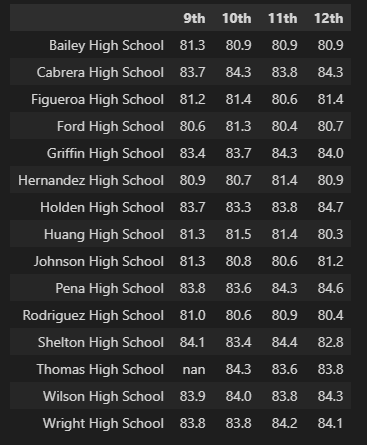 9th 10th 11th 12th
Bailey High School 81.3 80.9 80.9 80.9
Cabrera High School 83.7 84.3 83.8 84.3
Figueroa High School 81.2 81.4 80.6 81.4
Ford High School 80.6 81.3 80.4 80.7
Griffin High School 83.4 83.7 84.3 84.0
Hernandez High School 80.9 80.7 81.4 80.9
Holden High School 83.7 83.3 83.8 84.7
Huang High School 81.3 81.5 81.4 80.3
Johnson High School 81.3 80.8 80.6 81.2
Pena High School 83.8 83.6 84.3 84.6
Rodriguez High School 81.0 80.6 80.9 80.4
Shelton High School 84.1 83.4 84.4 82.8
Thomas High School nan 84.3 83.6 83.8
Wilson High School 83.9 84.0 83.8 84.3
Wright High School 83.8 83.8 84.2 84.1